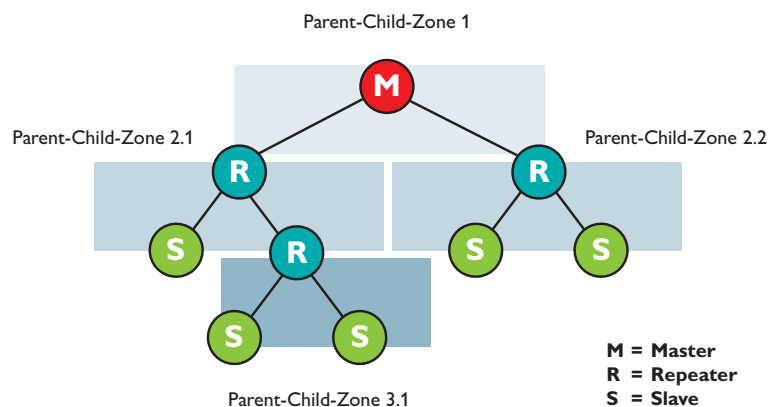 Parent-Child-Zone 1
M
Parent-Child-Zone 2.1
Parent-Child-Zone 2.2
R
R
S
R
S
S
S
S
M = Master
R = Repeater
S = Slave
Parent-Child-Zone 3.1